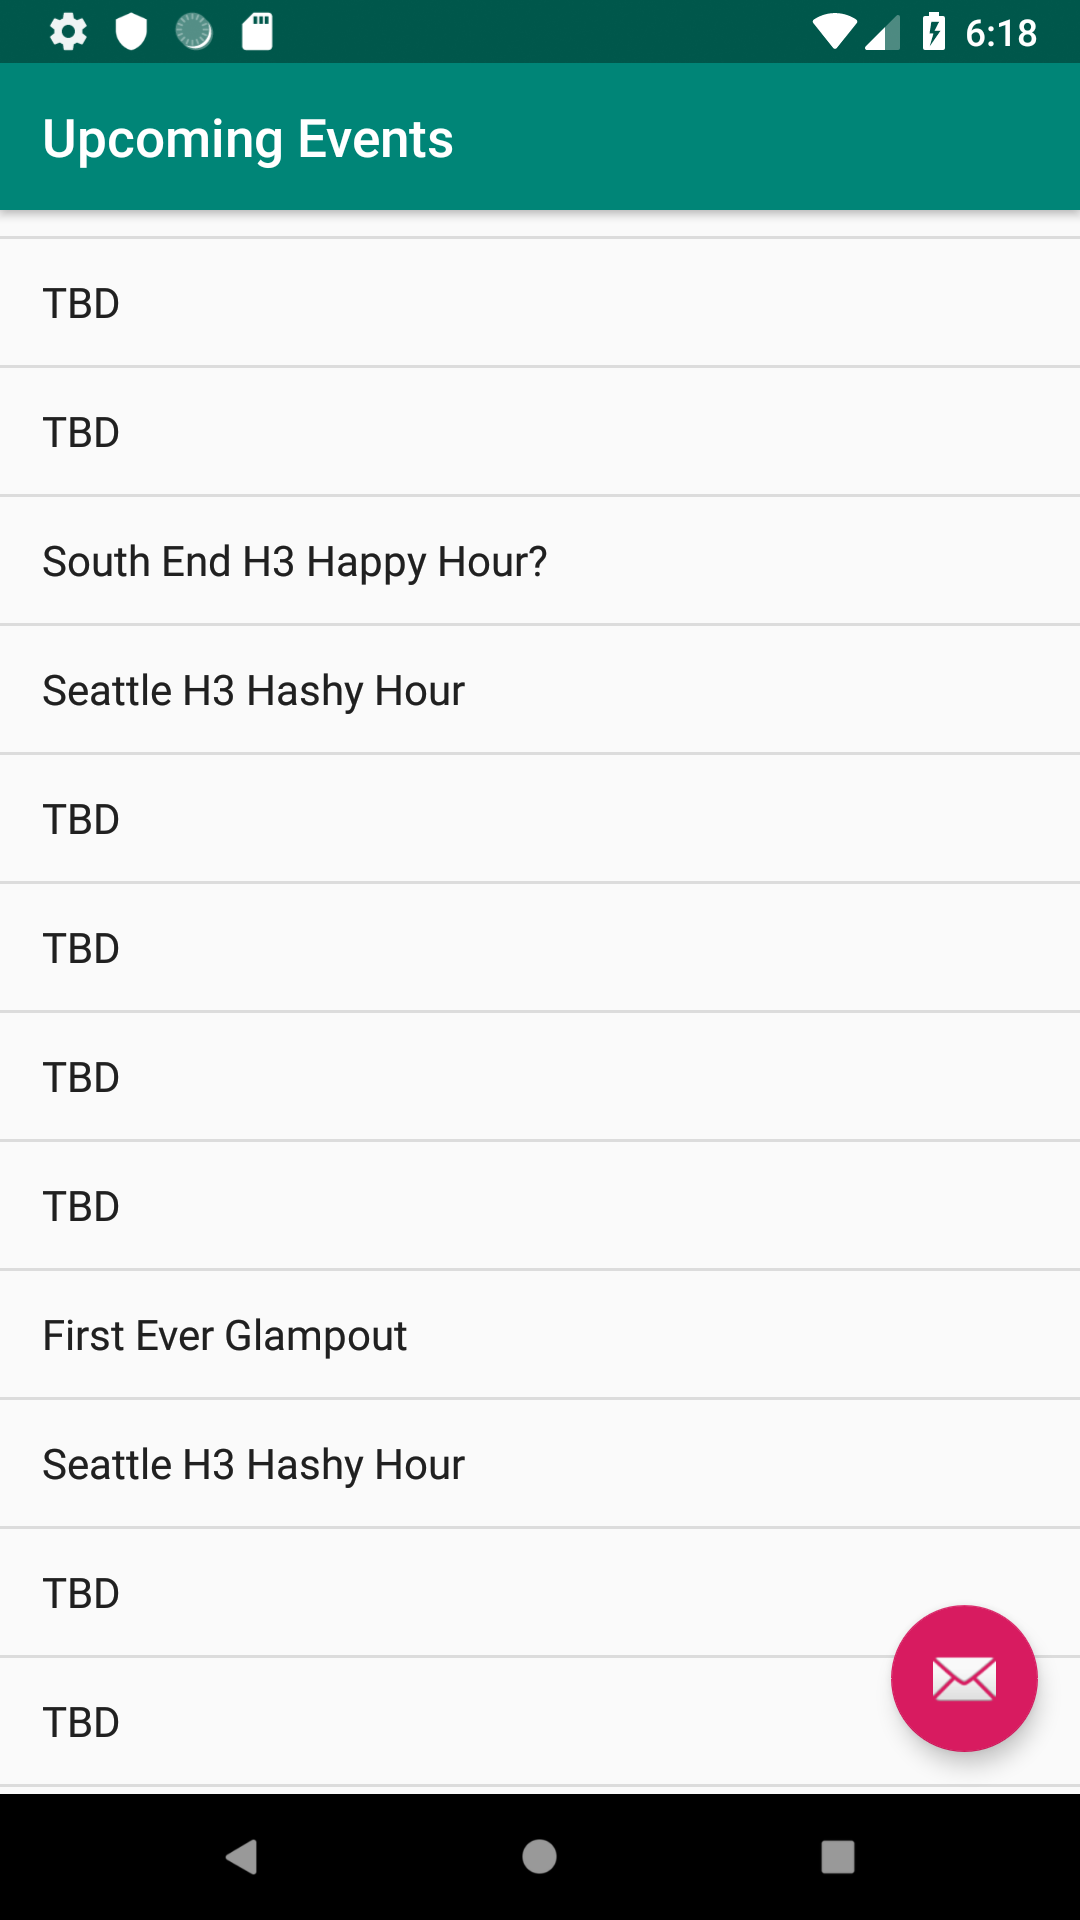 6:18
Upcoming Events
TBD
TBD
South End H3 Happy Hour?
Seattle H3 Hashy Hour
TBD
TBD
TBD
TBD
First Ever Glampout
Seattle H3 Hashy Hour
TBD
TBD